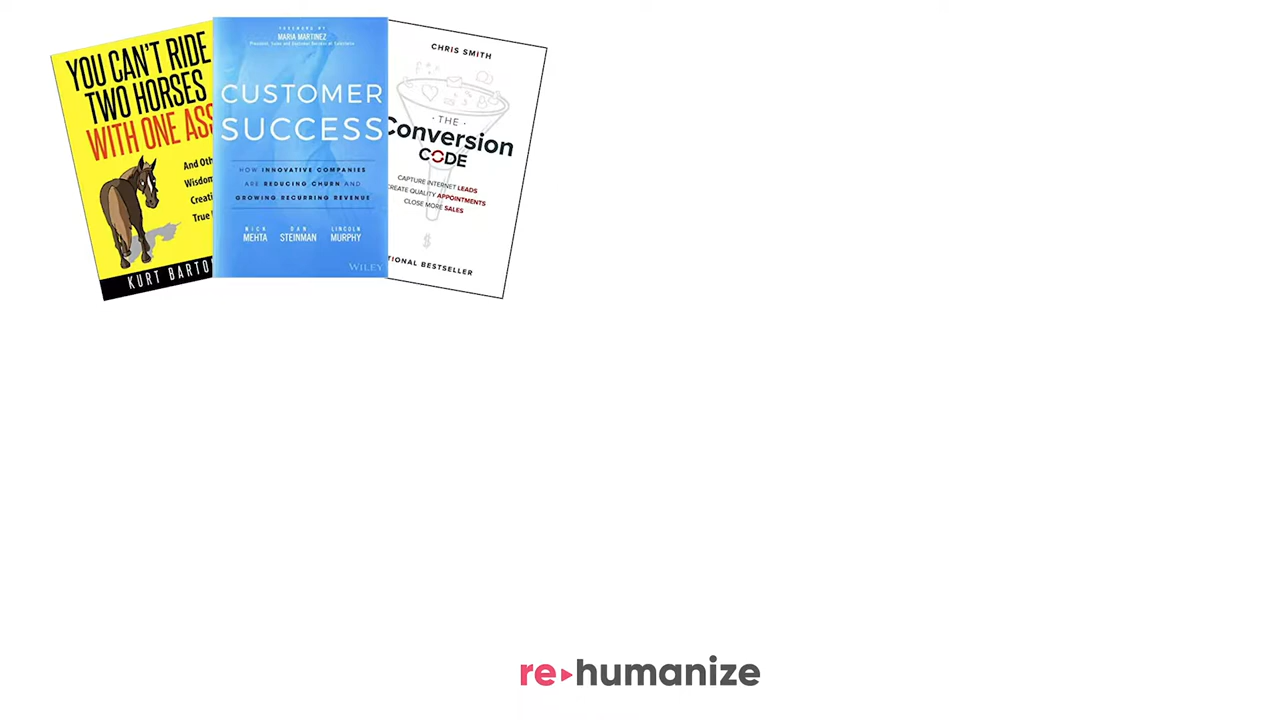 YOU CAN'T RIDE
TWO HORSES
WITH ONE ASS
And Oth
Wisdom
Creati
True
KURT BARTO
FOREWORD BY
MARIA MARTINEZ
CUSTOMER
SUCCESS
HOW INNOVATIVE COMPANIES
ARE REDUCING CHURN AND
GROWING RECURRING REVENUE
NICK
MEHTA
DAN
STEINMAN
LINCOLN
MURPHY
WILEY
CHRIS SMITH
· THE ·
Conversion
CODE
CAPTURE INTERNET LEADS
CREATE QUALITY APPOINTMENTS
CLOSE MORE SALES
TIONAL BESTSELLER
re▸humanize